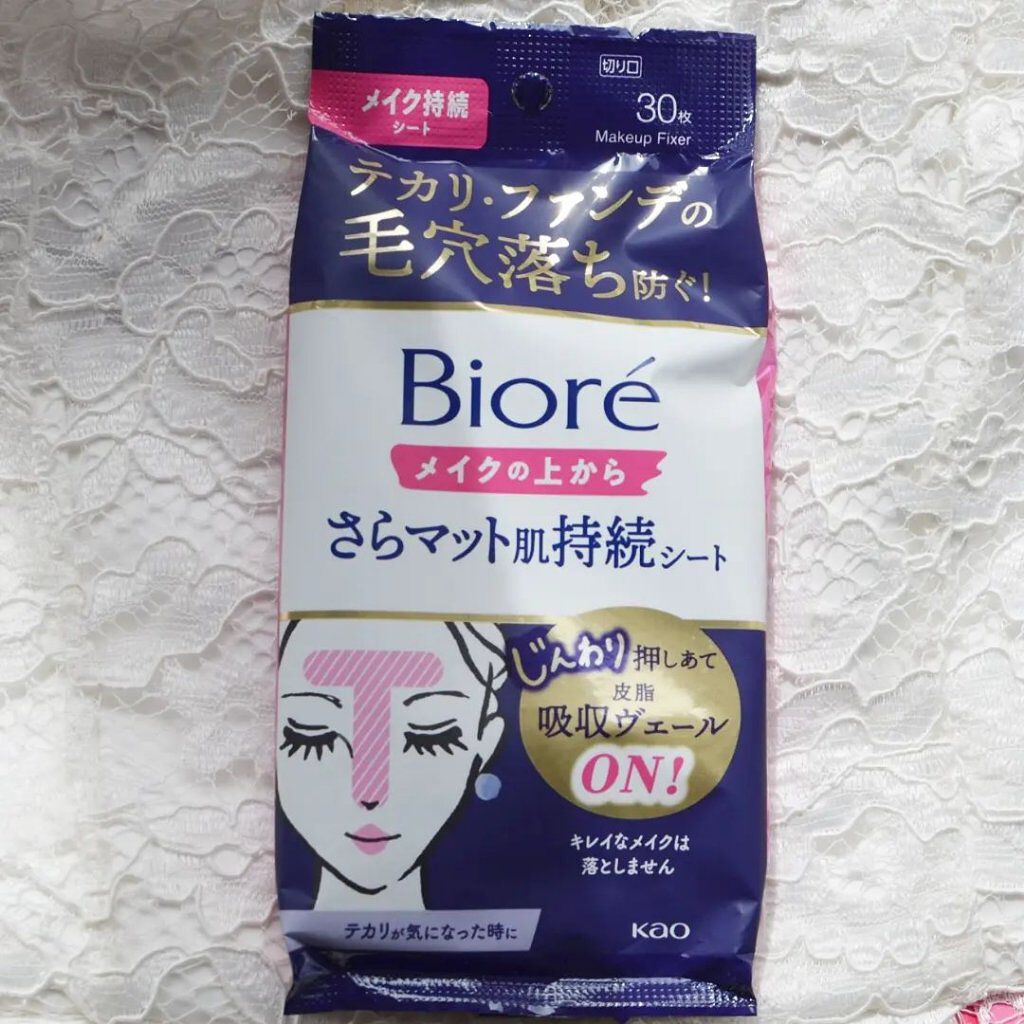 切り口
メイク持続
シート
30枚
Makeup Fixer
テカリ・ファンデの
毛穴落ち防ぐ!
Bioré
メイクの上から
さらマット肌持続シート
じんわり押しあて
皮脂
吸収ヴェール
ON!
キレイなメイクは
落としません
テカリが気になった時に
Kao